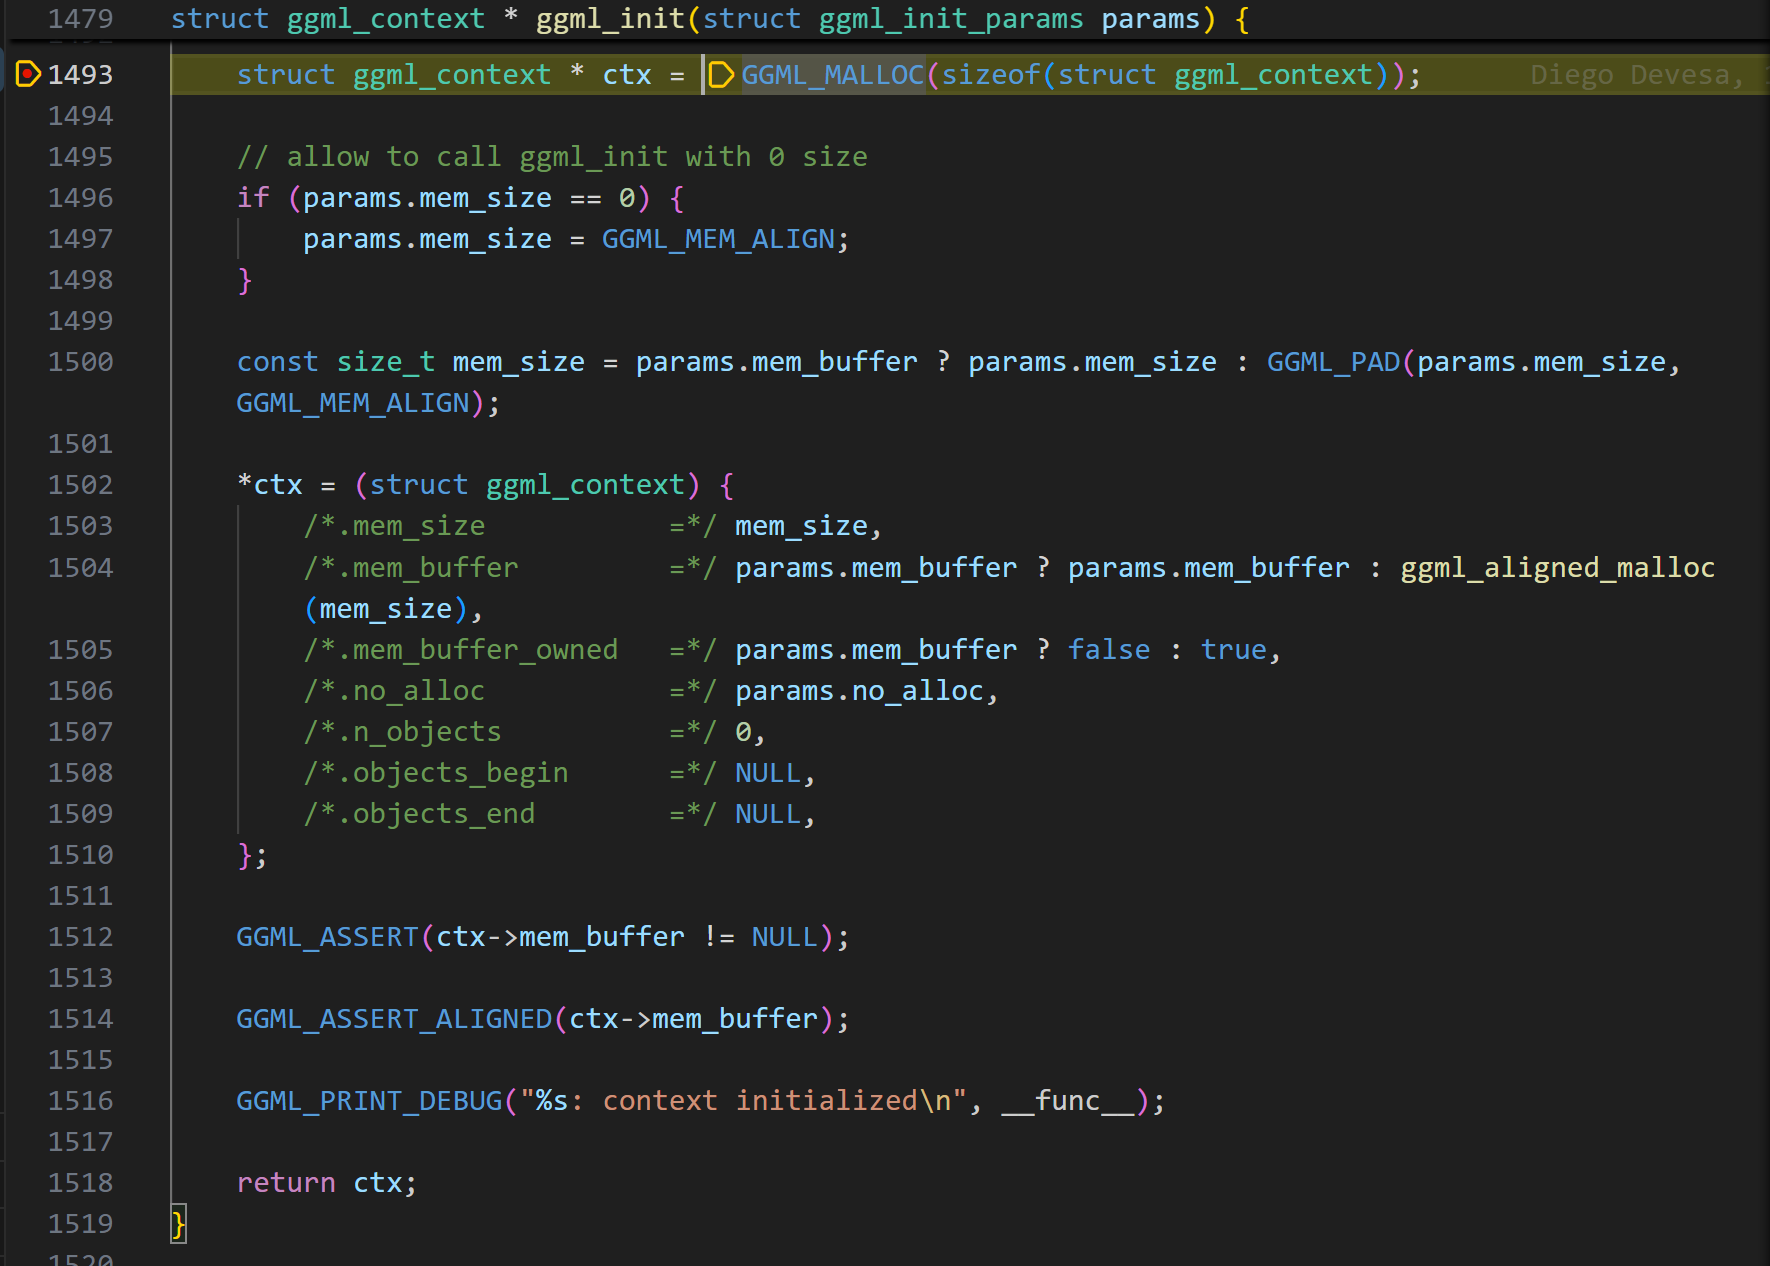 1479 struct ggml_context * ggml_init(struct ggml_init_params params) {
1493     struct ggml_context * ctx = GGML_MALLOC(sizeof(struct ggml_context)); Diego Devesa,
1494
1495     // allow to call ggml_init with 0 size
1496     if (params.mem_size == 0) {
1497         params.mem_size = GGML_MEM_ALIGN;
1498     }
1499
1500     const size_t mem_size = params.mem_buffer ? params.mem_size : GGML_PAD(params.mem_size,
    GGML_MEM_ALIGN);
1501
1502     *ctx = (struct ggml_context) {
1503         /*.mem_size           =*/ mem_size,
1504         /*.mem_buffer         =*/ params.mem_buffer ? params.mem_buffer : ggml_aligned_malloc
        (mem_size),
1505         /*.mem_buffer_owned   =*/ params.mem_buffer ? false : true,
1506         /*.no_alloc           =*/ params.no_alloc,
1507         /*.n_objects          =*/ 0,
1508         /*.objects_begin      =*/ NULL,
1509         /*.objects_end        =*/ NULL,
1510     };
1511
1512     GGML_ASSERT(ctx->mem_buffer != NULL);
1513
1514     GGML_ASSERT_ALIGNED(ctx->mem_buffer);
1515
1516     GGML_PRINT_DEBUG("%s: context initialized\n", __func__);
1517
1518     return ctx;
1519 }
1520